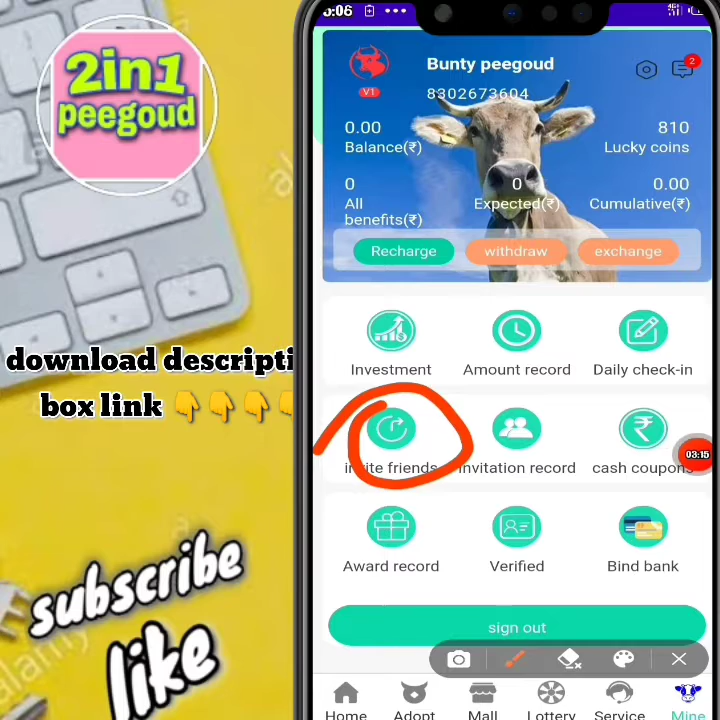 2in1
peegoud
download descripti
box link 👇👇👇👇
subscribe
like
5:06
Bunty peegoud
V1
2
8302673604
0.00
810
Balance(₹)
Lucky coins
0
0
0.00
All
benefits(₹)
Expected(₹)
Cumulative(₹)
Recharge
withdraw
exchange
Investment
Amount record
Daily check-in
invite friends
Invitation record
cash coupons
03:15
Award record
Verified
Bind bank
sign out
Home
Adopt
Mall
Lottery
Service
Mine